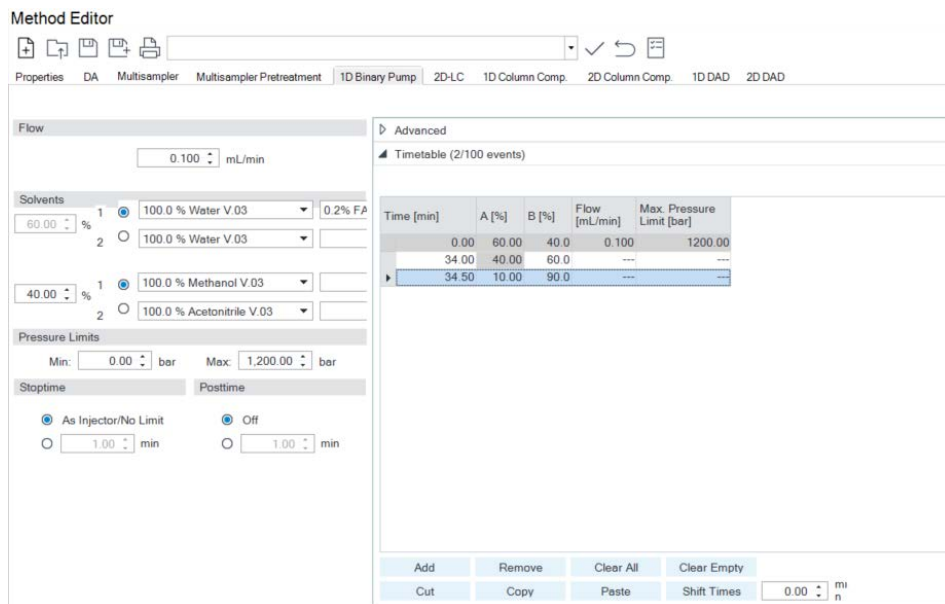 Method Editor
Properties DA Multisampler Multisampler Pretreatment 1D Binary Pump 2D-LC 1D Column Comp. 2D Column Comp. 1D DAD 2D DAD
Flow
0.100 mL/min
Solvents
60.00 % 1 100.0 % Water V.03 0.2% FA
2 100.0 % Water V.03
40.00 % 1 100.0 % Methanol V.03
2 100.0 % Acetonitrile V.03
Pressure Limits
Min: 0.00 bar Max: 1,200.00 bar
Stoptime Posttime
As Injector/No Limit Off
1.00 min 1.00 min
Advanced
Timetable (2/100 events)
Time [min] A [%] B [%] Flow [mL/min] Max. Pressure Limit [bar]
0.00 60.00 40.0 0.100 1200.00
34.00 40.00 60.0 --- ---
34.50 10.00 90.0 --- ---
Add Remove Clear All Clear Empty
Cut Copy Paste Shift Times 0.00 min